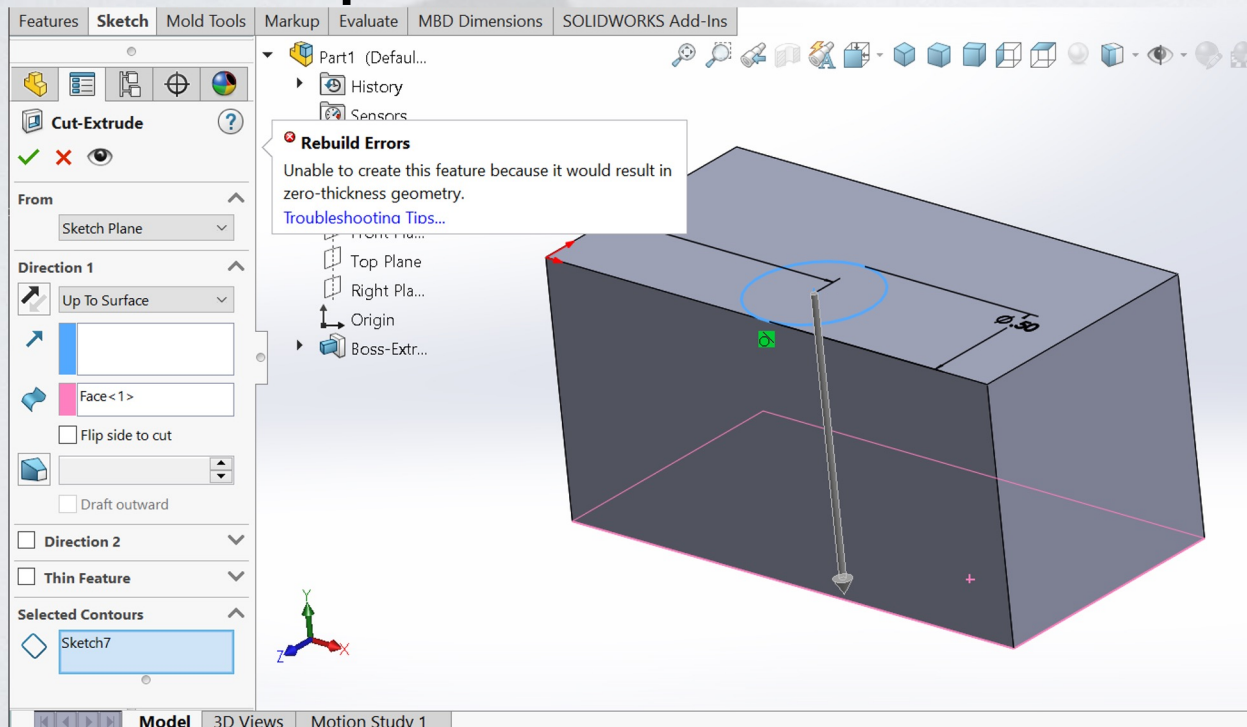 Features Sketch Mold Tools Markup Evaluate MBD Dimensions SOLIDWORKS Add-Ins
Part1 (Defaul...
History
Sensors
Cut-Extrude
?
Rebuild Errors
Unable to create this feature because it would result in
zero-thickness geometry.
Troubleshooting Tips...
From
Sketch Plane
Front Pla...
Direction 1
Top Plane
Up To Surface
Right Pla...
Origin
Boss-Extr...
Ø.50
Face<1>
Flip side to cut
Draft outward
Direction 2
Thin Feature
Selected Contours
Sketch7
Y
X
Z
Model 3D Views Motion Study 1